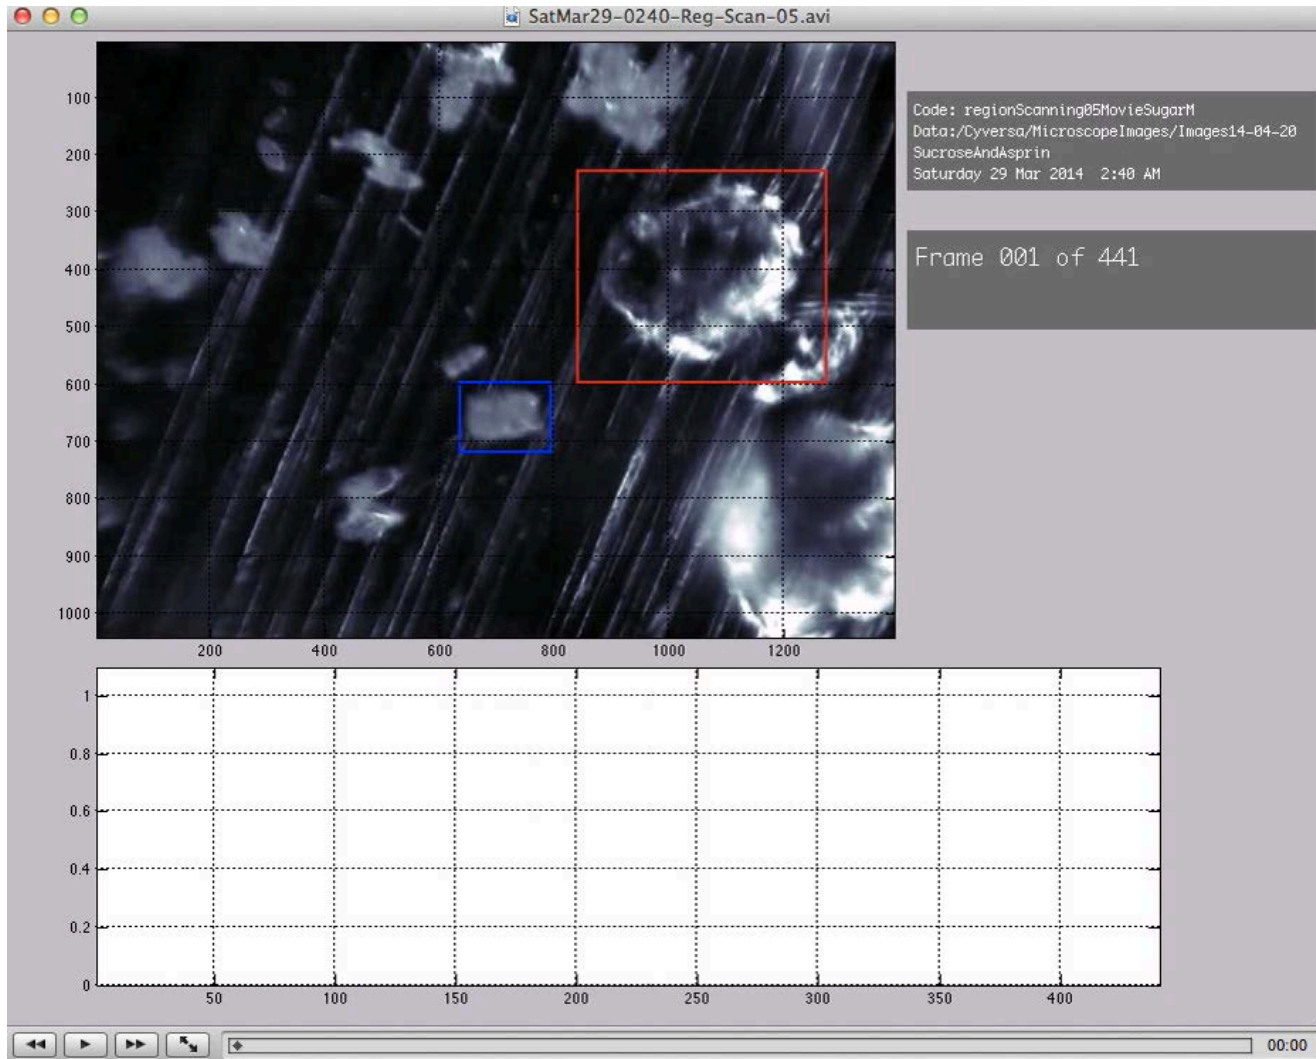 SatMar29-0240-Reg-Scan-05.avi
Code: regionScanning05MovieSugarM
Data:/Cyversa/MicroscopeImages/Images14-04-20
SucroseAndAsprin
Saturday 29 Mar 2014 2:40 AM
Frame 001 of 441
100
200
300
400
500
600
700
800
900
1000
200 400 600 800 1000 1200
1
0.8
0.6
0.4
0.2
0
50 100 150 200 250 300 350 400
00:00